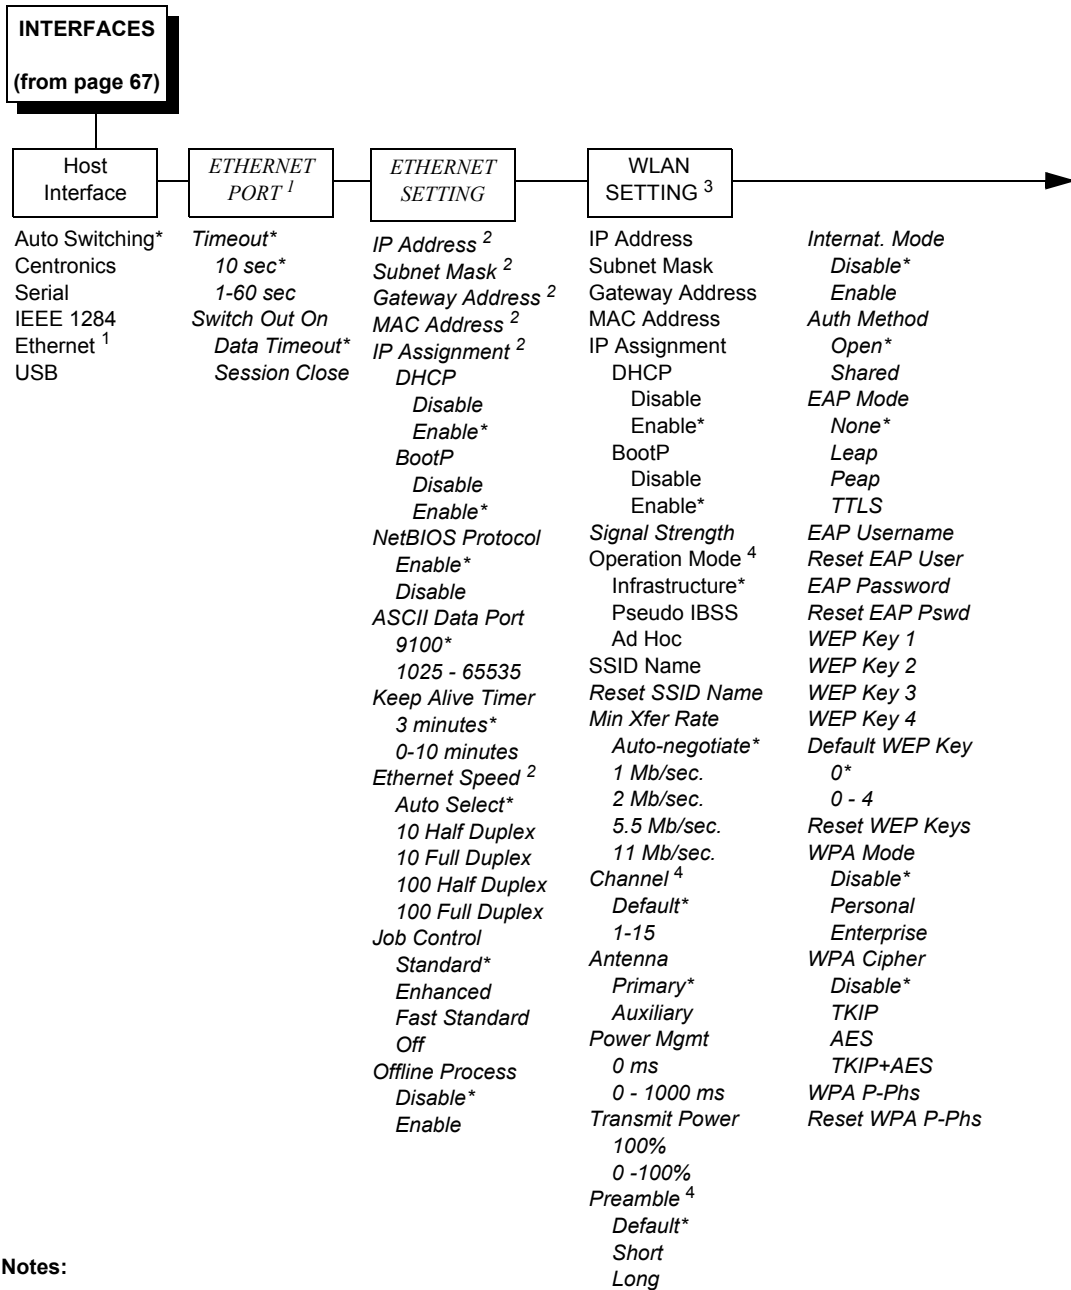 INTERFACES
(from page 67)
Host
Interface
ETHERNET
PORT 1
ETHERNET
SETTING
WLAN
SETTING 3
Auto Switching*
Centronics
Serial
IEEE 1284
Ethernet 1
USB
Timeout*
10 sec*
1-60 sec
Switch Out On
Data Timeout*
Session Close
IP Address 2
Subnet Mask 2
Gateway Address 2
MAC Address 2
IP Assignment 2
DHCP
Disable
Enable*
BootP
Disable
Enable*
NetBIOS Protocol
Enable*
Disable
ASCII Data Port
9100*
1025 - 65535
Keep Alive Timer
3 minutes*
0-10 minutes
Ethernet Speed 2
Auto Select*
10 Half Duplex
10 Full Duplex
100 Half Duplex
100 Full Duplex
Job Control
Standard*
Enhanced
Fast Standard
Off
Offline Process
Disable*
Enable
IP Address
Subnet Mask
Gateway Address
MAC Address
IP Assignment
DHCP
Disable
Enable*
BootP
Disable
Enable*
Signal Strength
Operation Mode 4
Infrastructure*
Pseudo IBSS
Ad Hoc
SSID Name
Reset SSID Name
Min Xfer Rate
Auto-negotiate*
1 Mb/sec.
2 Mb/sec.
5.5 Mb/sec.
11 Mb/sec.
Channel 4
Default*
1-15
Antenna
Primary*
Auxiliary
Power Mgmt
0 ms
0 - 1000 ms
Transmit Power
100%
0 -100%
Preamble 4
Default*
Short
Long
Internat. Mode
Disable*
Enable
Auth Method
Open*
Shared
EAP Mode
None*
Leap
Peap
TTLS
EAP Username
Reset EAP User
EAP Password
Reset EAP Pswd
WEP Key 1
WEP Key 2
WEP Key 3
WEP Key 4
Default WEP Key
0*
0 - 4
Reset WEP Keys
WPA Mode
Disable*
Personal
Enterprise
WPA Cipher
Disable*
TKIP
AES
TKIP+AES
WPA P-Phs
Reset WPA P-Phs
Notes: